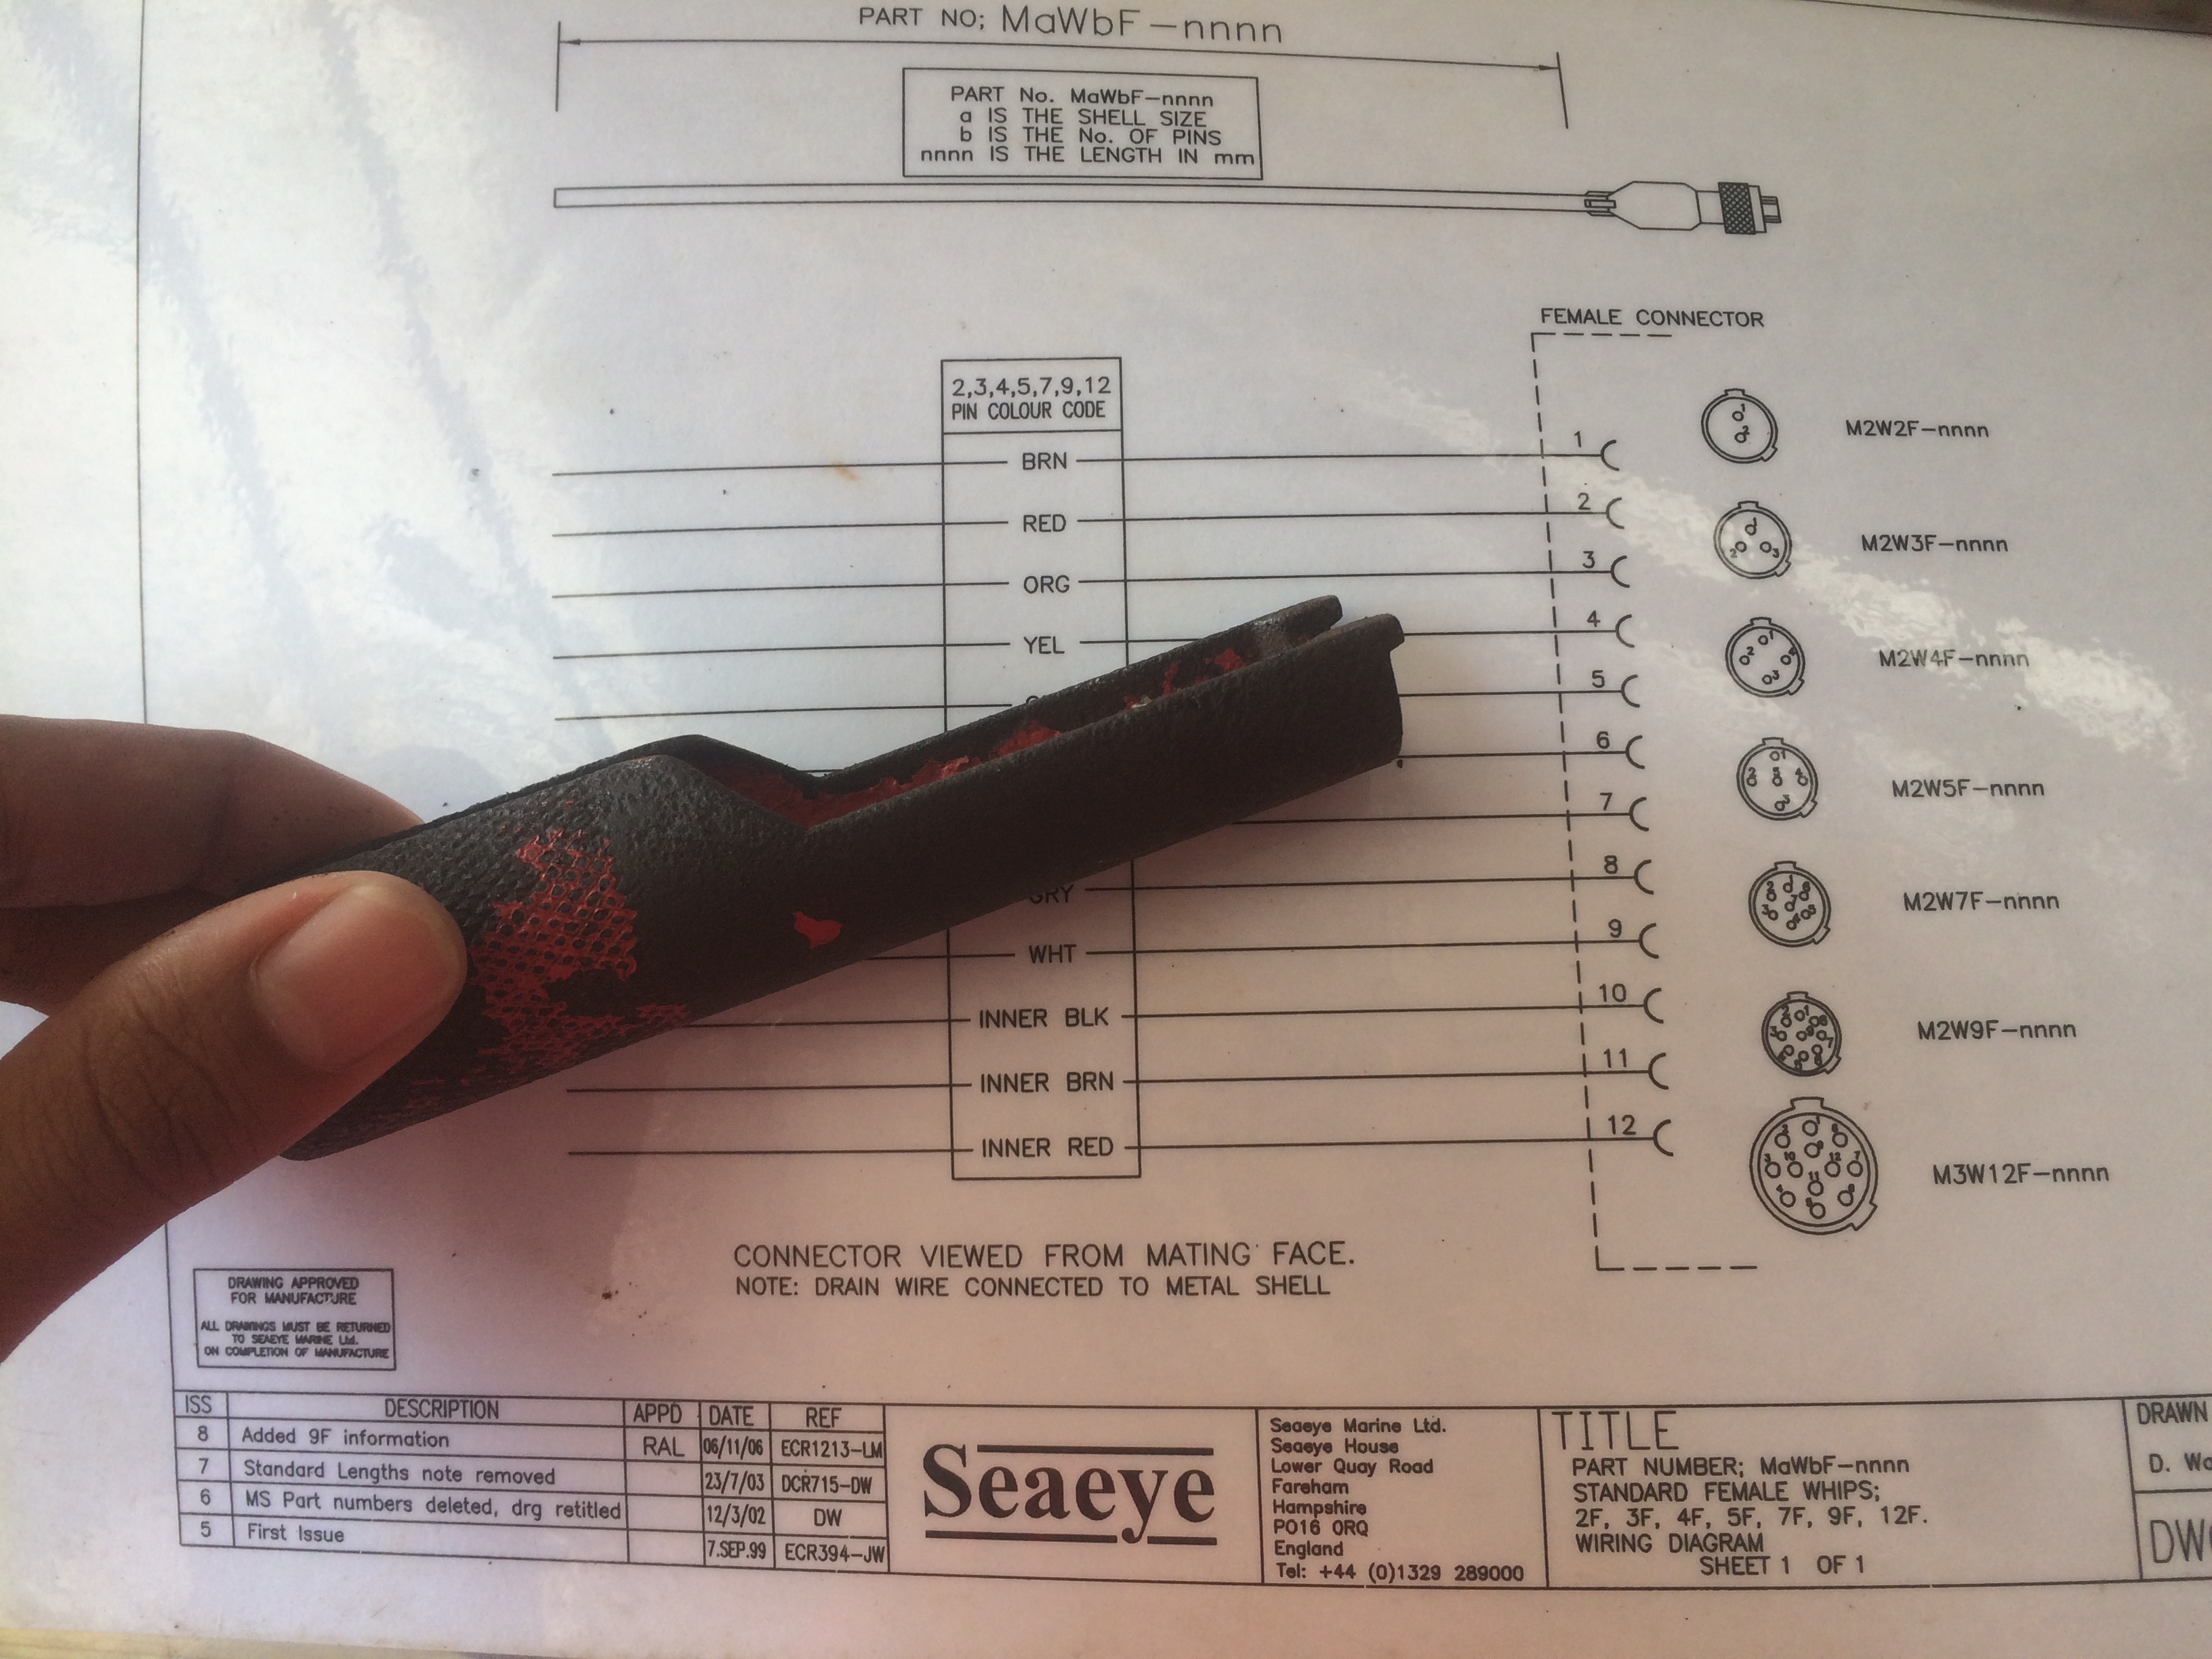 PART NO; MaWbF-nnnn
PART No. MaWbF-nnnn
a IS THE SHELL SIZE
b IS THE No. OF PINS
nnnn IS THE LENGTH IN mm
FEMALE CONNECTOR
2,3,4,5,7,9,12
PIN COLOUR CODE
BRN 1
RED 2
ORG 3
YEL 4
5
6
7
GRY 8
WHT 9
INNER BLK 10
INNER BRN 11
INNER RED 12
M2W2F-nnnn
M2W3F-nnnn
M2W4F-nnnn
M2W5F-nnnn
M2W7F-nnnn
M2W9F-nnnn
M3W12F-nnnn
CONNECTOR VIEWED FROM MATING FACE.
NOTE: DRAIN WIRE CONNECTED TO METAL SHELL
DRAWING APPROVED
FOR MANUFACTURE
ALL DRAWINGS MUST BE RETURNED
TO SEAEYE MARINE Ltd.
ON COMPLETION OF MANUFACTURE
ISS DESCRIPTION APPD DATE REF
8 Added 9F information RAL 06/11/06 ECR1213-LM
7 Standard Lengths note removed 23/7/03 DCR715-DW
6 MS Part numbers deleted, drg retitled 12/3/02 DW
5 First Issue 7.SEP.99 ECR394-JW
Seaeye
Seaeye Marine Ltd.
Seaeye House
Lower Quay Road
Fareham
Hampshire
PO16 0RQ
England
Tel: +44 (0)1329 289000
TITLE
PART NUMBER; MaWbF-nnnn
STANDARD FEMALE WHIPS;
2F, 3F, 4F, 5F, 7F, 9F, 12F.
WIRING DIAGRAM
SHEET 1 OF 1
DRAWN
D.